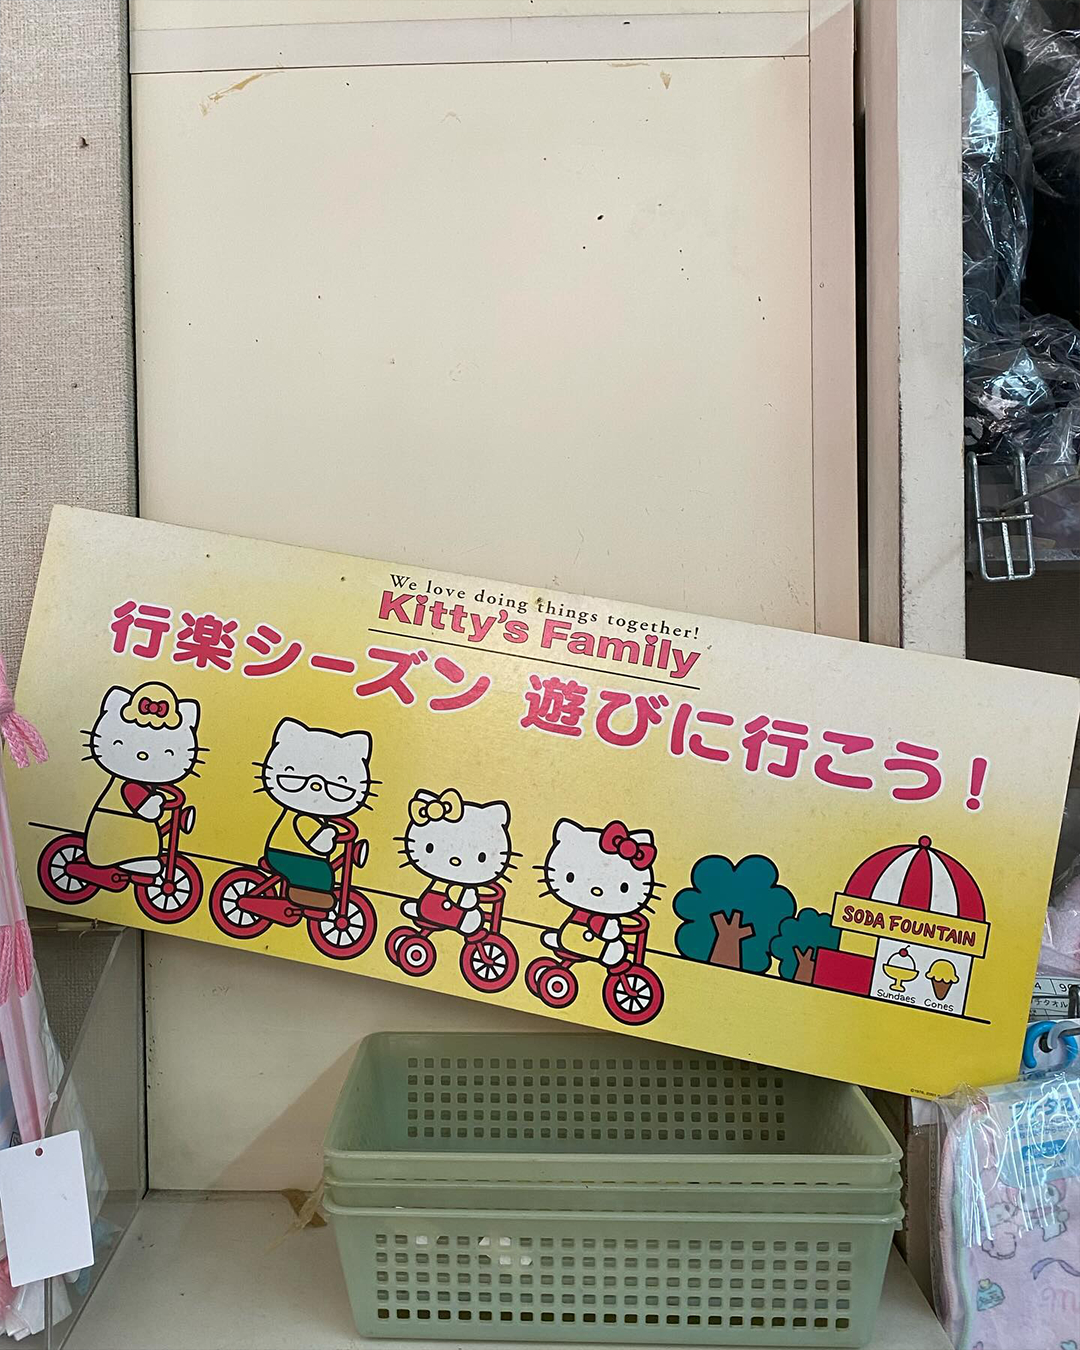 We love doing things together!
Kitty's Family
行楽シーズン 遊びに行こう!
SODA FOUNTAIN
Sundaes Cones